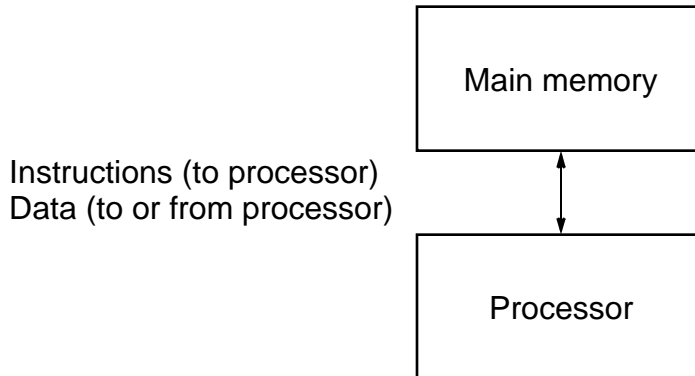 Main memory
Instructions (to processor)
Data (to or from processor)
Processor